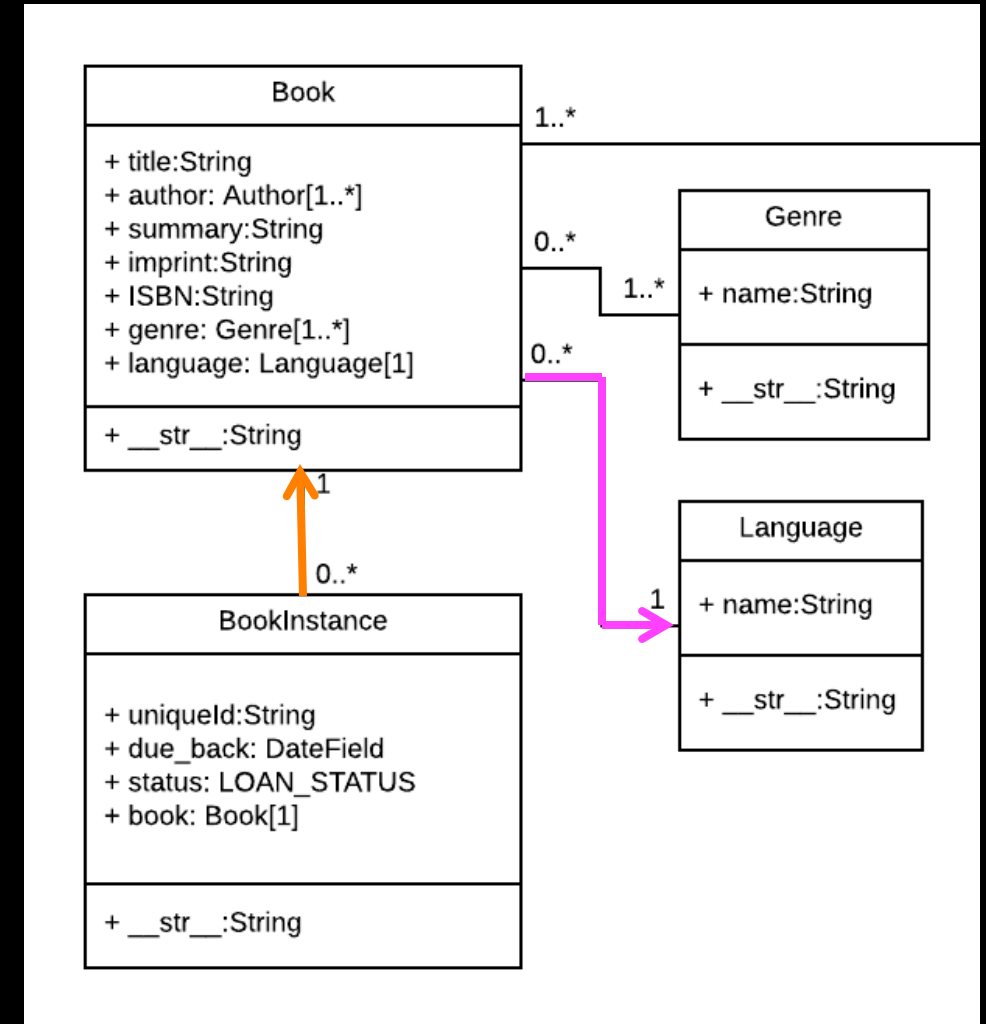 Book
+ title:String
+ author: Author[1..*]
+ summary:String
+ imprint:String
+ ISBN:String
+ genre: Genre[1..*]
+ language: Language[1]
+ __str__:String
1..*
0..*
1..*
Genre
+ name:String
+ __str__:String
0..*
1
Language
+ name:String
+ __str__:String
1
0..*
BookInstance
+ uniqueId:String
+ due_back: DateField
+ status: LOAN_STATUS
+ book: Book[1]
+ __str__:String